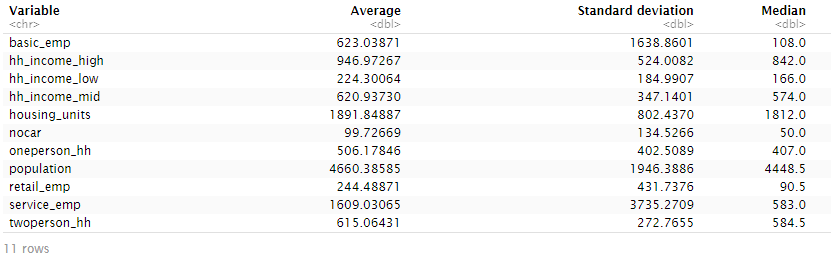 Variable Average Standard deviation Median
<chr> <dbl> <dbl> <dbl>
basic_emp 623.03871 1638.8601 108.0
hh_income_high 946.97267 524.0082 842.0
hh_income_low 224.30064 184.9907 166.0
hh_income_mid 620.93730 347.1401 574.0
housing_units 1891.84887 802.4370 1812.0
nocar 99.72669 134.5266 50.0
oneperson_hh 506.17846 402.5089 407.0
population 4660.38585 1946.3886 4448.5
retail_emp 244.48871 431.7376 90.5
service_emp 1609.03065 3735.2709 583.0
twoperson_hh 615.06431 272.7655 584.5
11 rows